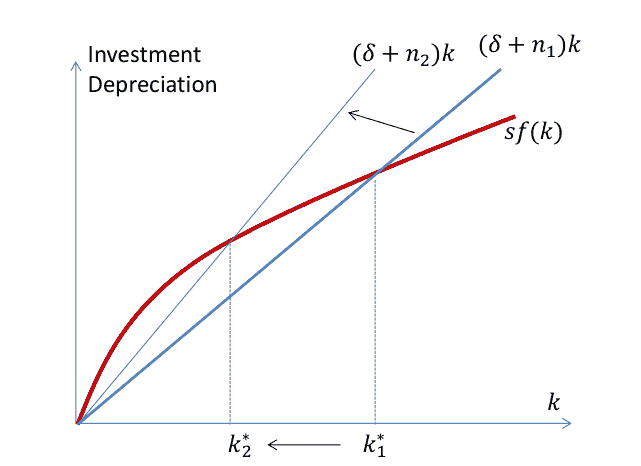 Investment
Depreciation
(δ + n₂)k
(δ + n₁)k
sf(k)
k
k₂*
k₁*